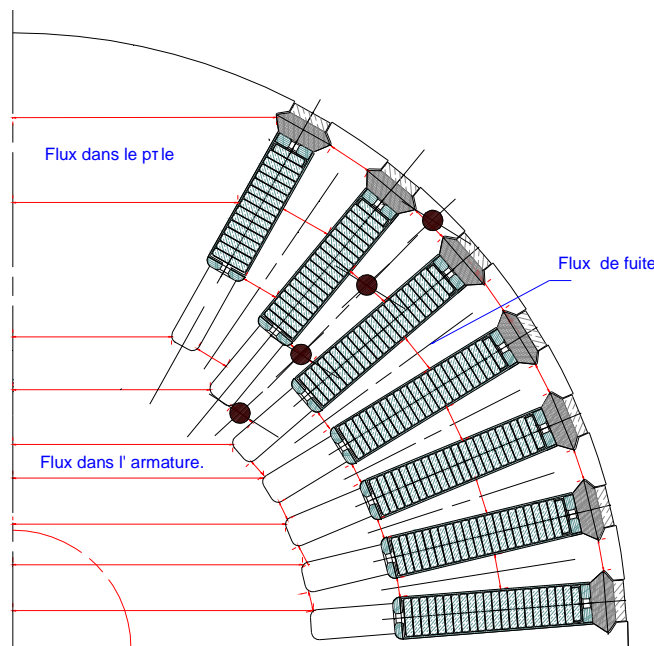 Flux dans le pτle
Flux de fuite
Flux dans l' armature.